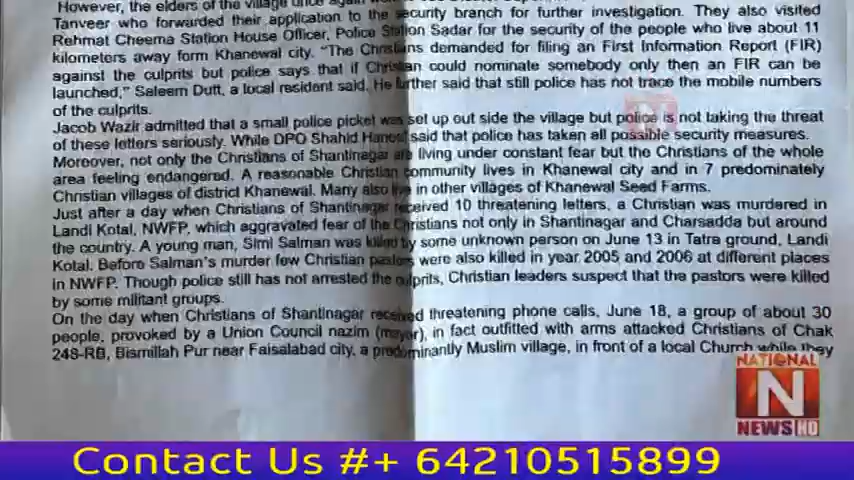 However, the elders of the village once again
Tanveer who forwarded their application to the security branch for further investigation. They also visited
Rehmat Cheema Station House Officer, Police Station Sadar for the security of the people who live about 11
kilometers away form Khanewal city. "The Christians demanded for filing an First Information Report (FIR)
against the culprits but police says that if Christian could nominate somebody only then an FIR can be
launched," Saleem Dutt, a local resident said. He further said that still police has not trace the mobile numbers
of the culprits.
Jacob Wazir admitted that a small police picket was set up out side the village but police is not taking the threat
of these letters seriously. While DPO Shahid said that police has taken all possible security measures.
Moreover, not only the Christians of Shantinagar are living under constant fear but the Christians of the whole
area feeling endangered. A reasonable Christian community lives in Khanewal city and in 7 predominately
Christian villages of district Khanewal. Many also live in other villages of Khanewal Seed Farms.
Just after a day when Christians of Shantinagar received 10 threatening letters, a Christian was murdered in
Landi Kotal, NWFP, which aggravated fear of the Christians not only in Shantinagar and Charsadda but around
the country. A young man, Simi Salman was killed by some unknown person on June 13 in Tatra ground, Landi
Kotal. Before Salman's murder few Christian pastors were also killed in year 2005 and 2006 at different places
in NWFP. Though police still has not arrested the culprits, Christian leaders suspect that the pastors were killed
by some militant groups.
On the day when Christians of Shantinagar received threatening phone calls, June 18, a group of about 30
people, provoked by a Union Council nazim (mayor), in fact outfitted with arms attacked Christians of Chak
248-RB, Bismillah Pur near Faisalabad city, a predominantly Muslim village, in front of a local Church while they
NATIONAL
N
NEWS HD
Contact Us #+ 64210515899